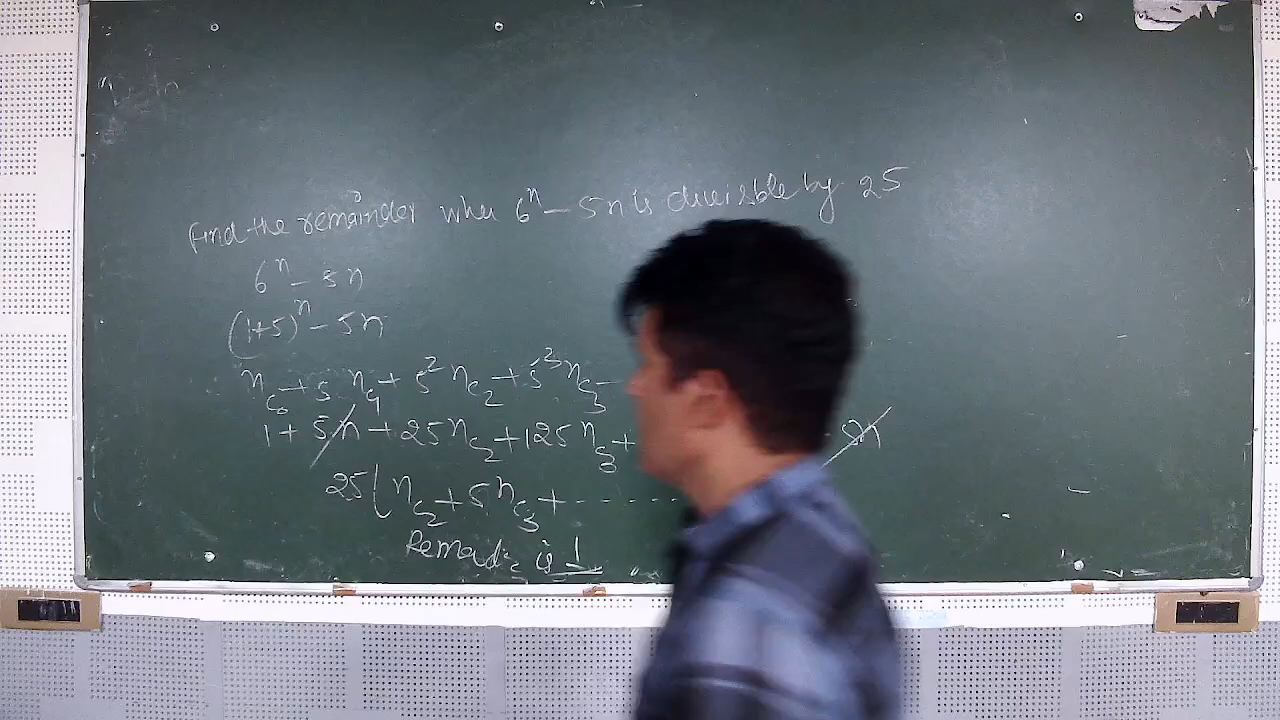 Find the remainder when 6ⁿ - 5n is divisible by 25
6ⁿ - 5n
(1+5)ⁿ - 5n
ⁿC₀ + 5 ⁿC₁ + 5² ⁿC₂ + 5³ ⁿC₃ -
1 + 5n + 25 ⁿC₂ + 125 ⁿC₃ + - 5n
25( ⁿC₂ + 5 ⁿC₃ + - - - - - -
is 1